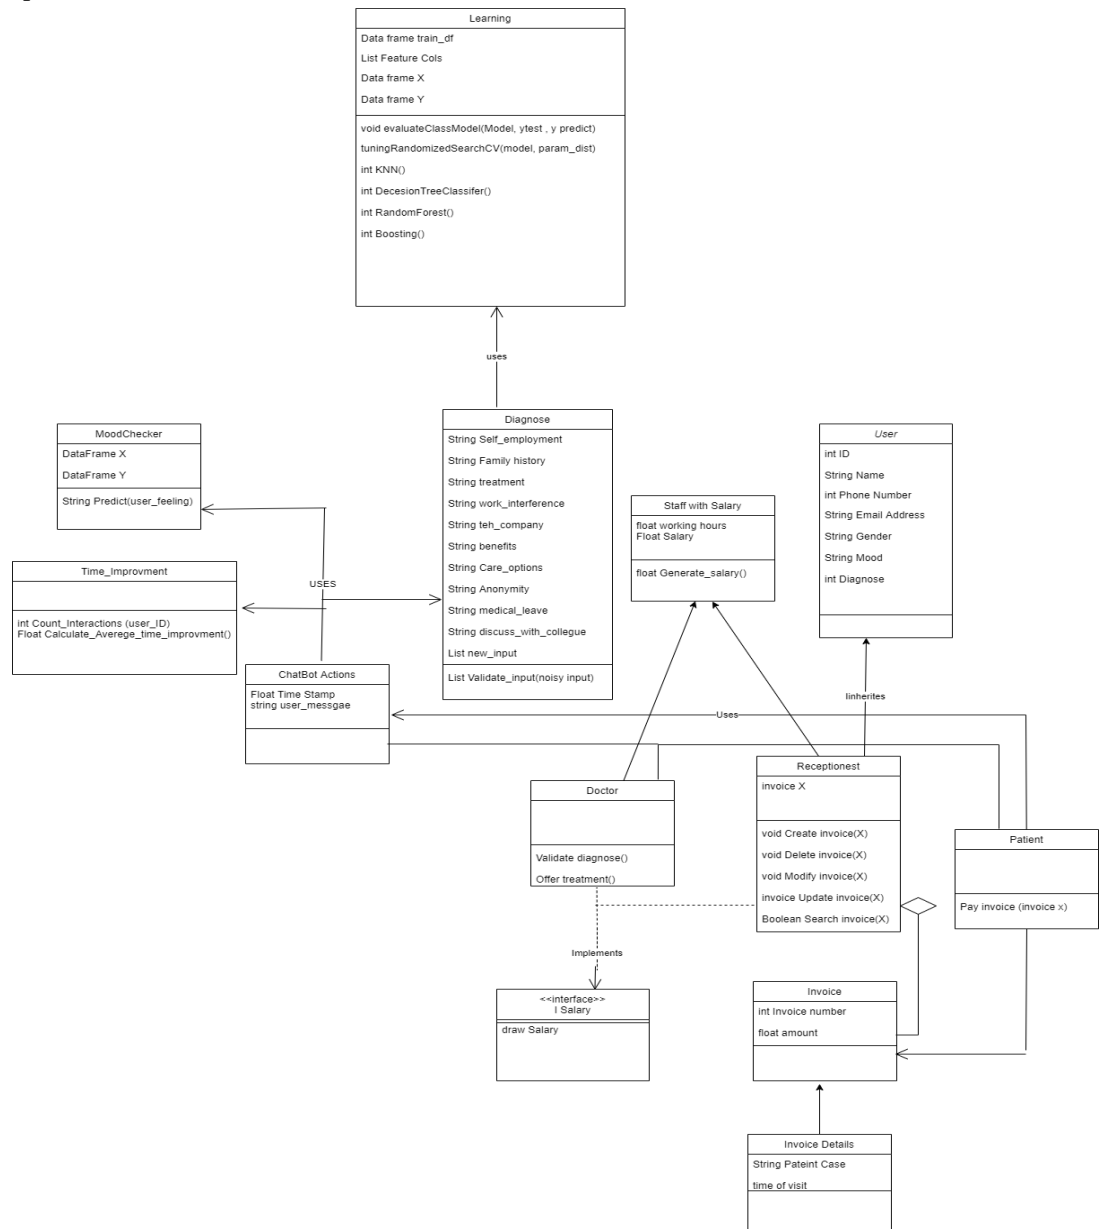 Learning
Data frame train_df
List Feature Cols
Data frame X
Data frame Y
void evaluateClassModel(Model, ytest , y predict)
tuningRandomizedSearchCV(model, param_dist)
int KNN()
int DecesionTreeClassifer()
int RandomForest()
int Boosting()
uses
MoodChecker
DataFrame X
DataFrame Y
String Predict(user_feeling)
Time_Improvment
int Count_Interactions (user_ID)
Float Calculate_Averege_time_improvment()
USES
ChatBot Actions
Float Time Stamp
string user_messgae
Diagnose
String Self_employment
String Family history
String treatment
String work_interference
String teh_company
String benefits
String Care_options
String Anonymity
String medical_leave
String discuss_with_collegue
List new_input
List Validate_input(noisy input)
Staff with Salary
float working hours
Float Salary
float Generate_salary()
User
int ID
String Name
int Phone Number
String Email Address
String Gender
String Mood
int Diagnose
Iinherites
Uses
Doctor
Validate diagnose()
Offer treatment()
Receptionest
invoice X
void Create invoice(X)
void Delete invoice(X)
void Modify invoice(X)
invoice Update invoice(X)
Boolean Search invoice(X)
Patient
Pay invoice (invoice x)
Implements
<<interface>>
I Salary
draw Salary
Invoice
int Invoice number
float amount
Invoice Details
String Pateint Case
time of visit